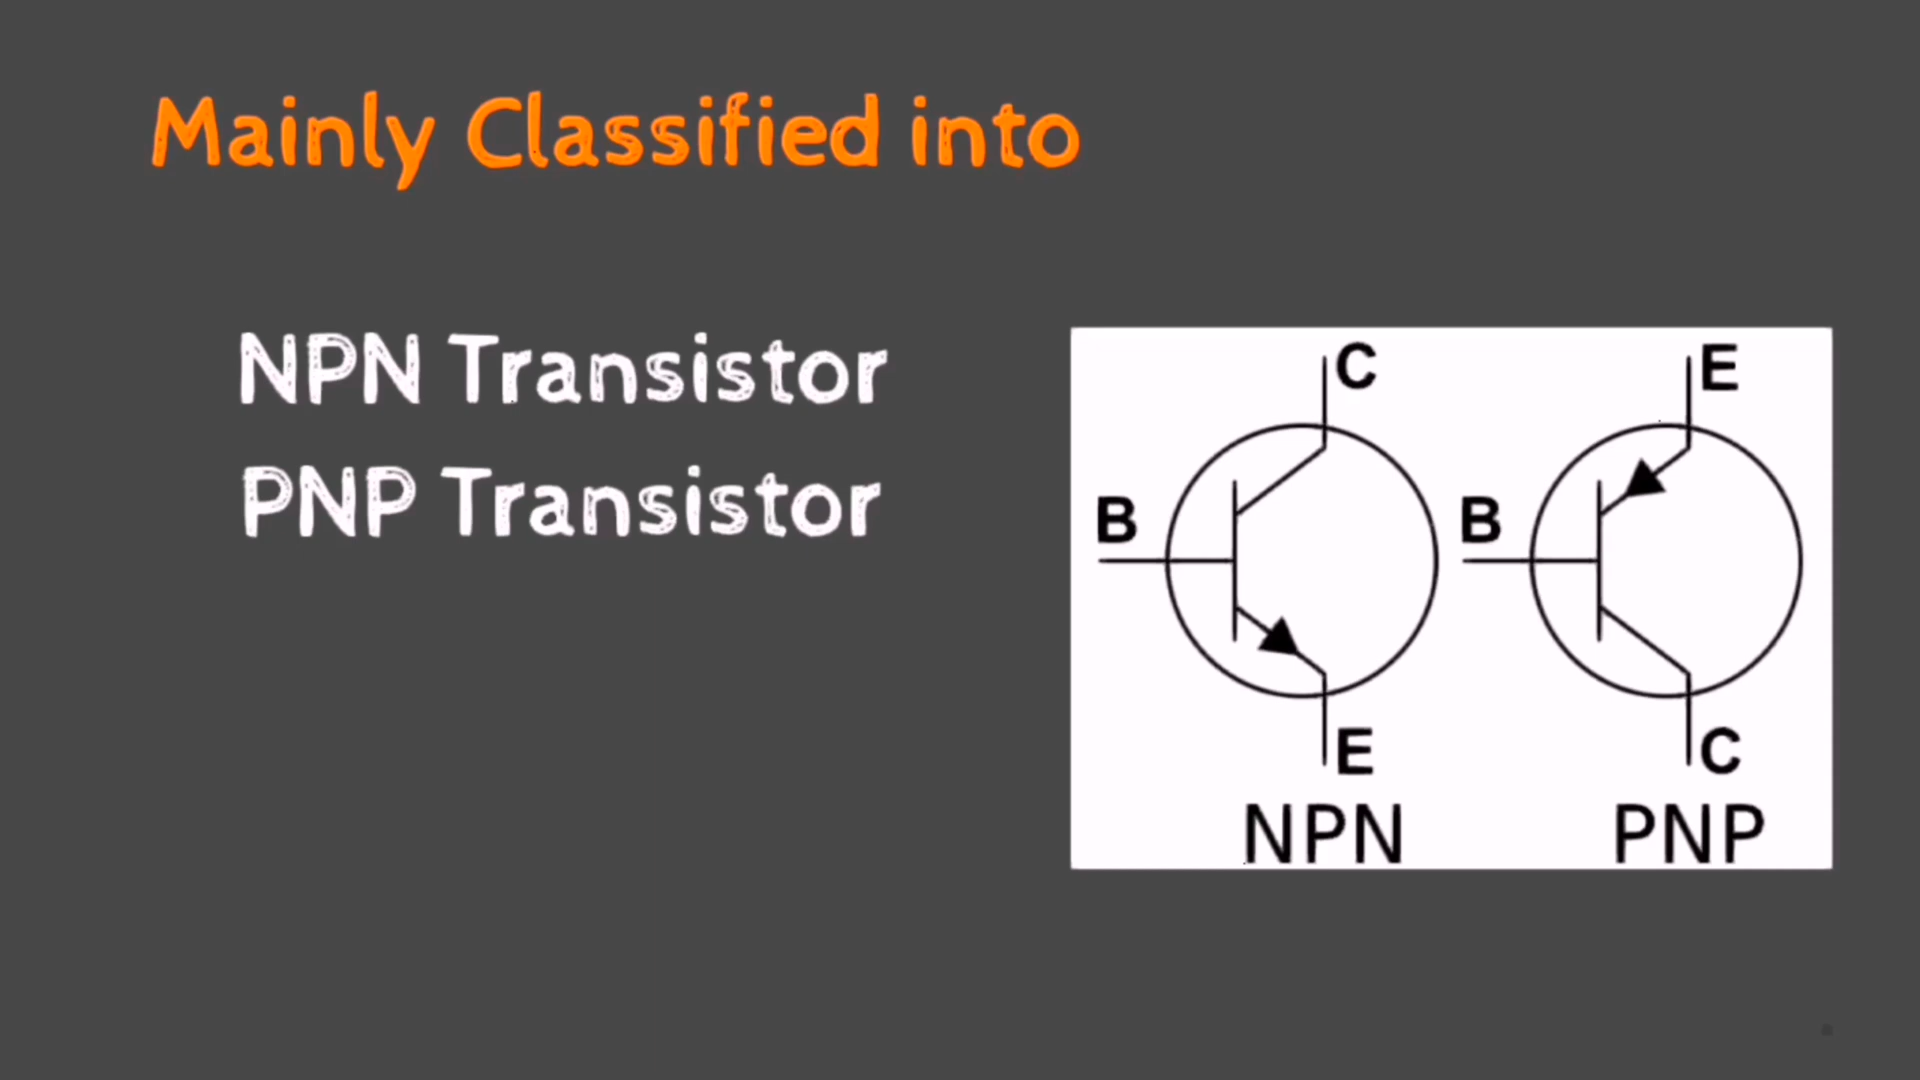 Mainly Classified into
NPN Transistor
PNP Transistor
C
E
B
B
E
C
NPN
PNP